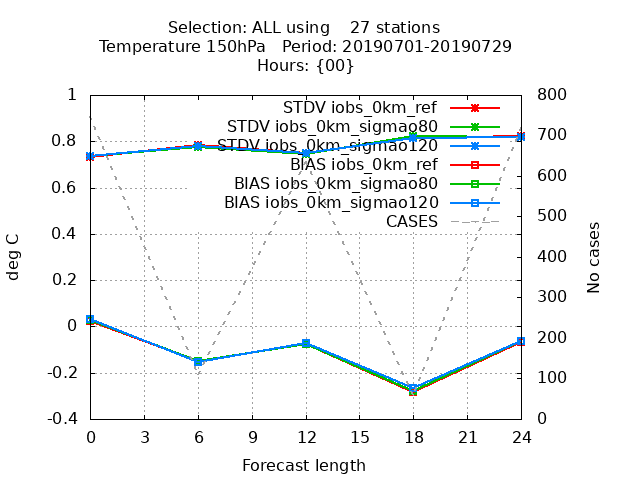 Selection: ALL using    27 stations
Temperature 150hPa   Period: 20190701-20190729
Hours: {00}
STDV iobs_0km_ref
STDV iobs_0km_sigmao80
STDV iobs_0km_sigmao120
BIAS iobs_0km_ref
BIAS iobs_0km_sigmao80
BIAS iobs_0km_sigmao120
CASES
deg C
1
0.8
0.6
0.4
0.2
0
-0.2
-0.4
800
700
600
500
400
300
200
100
0
No cases
0 3 6 9 12 15 18 21 24
Forecast length